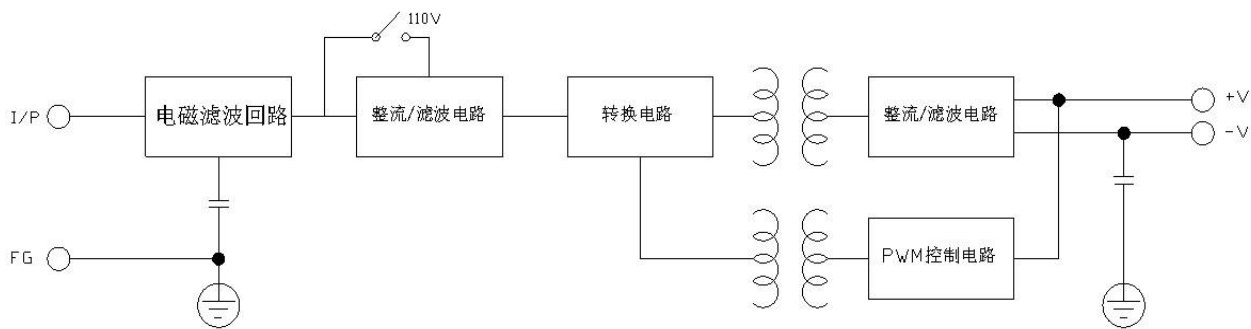 110V
I/P
电磁滤波回路
整流/滤波电路
转换电路
整流/滤波电路
+V
-V
FG
PWM控制电路